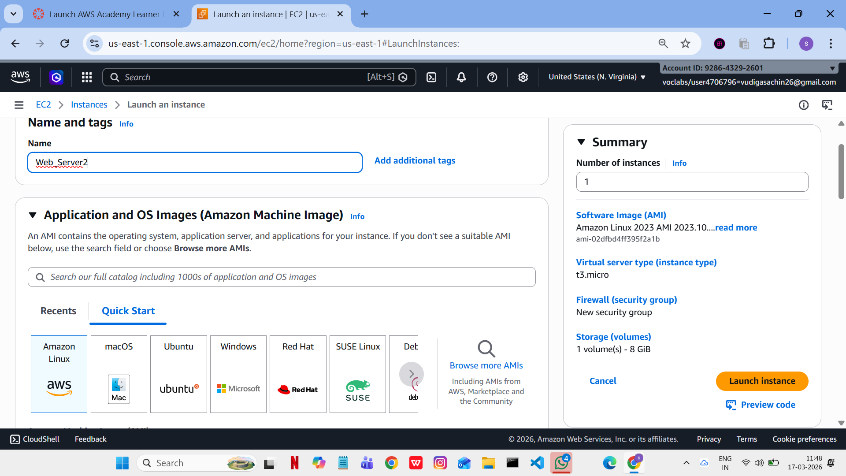 Launch AWS Academy Learner
Launch an instance | EC2 | us-e
us-east-1.console.aws.amazon.com/ec2/home?region=us-east-1#LaunchInstances:
S
aws
Search
[Alt+S]
United States (N. Virginia)
Account ID: 9286-4329-2601
voclabs/user4706796=vudigasachin26@gmail.com
EC2
Instances
Launch an instance
Name and tags Info
Name
Web_Server2
Add additional tags
Application and OS Images (Amazon Machine Image) Info
An AMI contains the operating system, application server, and applications for your instance. If you don't see a suitable AMI
below, use the search field or choose Browse more AMIs.
Search our full catalog including 1000s of application and OS images
Recents
Quick Start
Amazon
Linux
aws
macOS
Mac
Ubuntu
ubuntu
Windows
Microsoft
Red Hat
Red Hat
SUSE Linux
SUSE
Deb
deb
Browse more AMIs
Including AMIs from
AWS, Marketplace and
the Community
Summary
Number of instances Info
1
Software Image (AMI)
Amazon Linux 2023 AMI 2023.10....read more
ami-02dfbd4ff395f2a1b
Virtual server type (instance type)
t3.micro
Firewall (security group)
New security group
Storage (volumes)
1 volume(s) - 8 GiB
Cancel
Launch instance
Preview code
CloudShell
Feedback
© 2026, Amazon Web Services, Inc. or its affiliates.
Privacy
Terms
Cookie preferences
Search
4
ENG
IN
11:48
17-03-2026